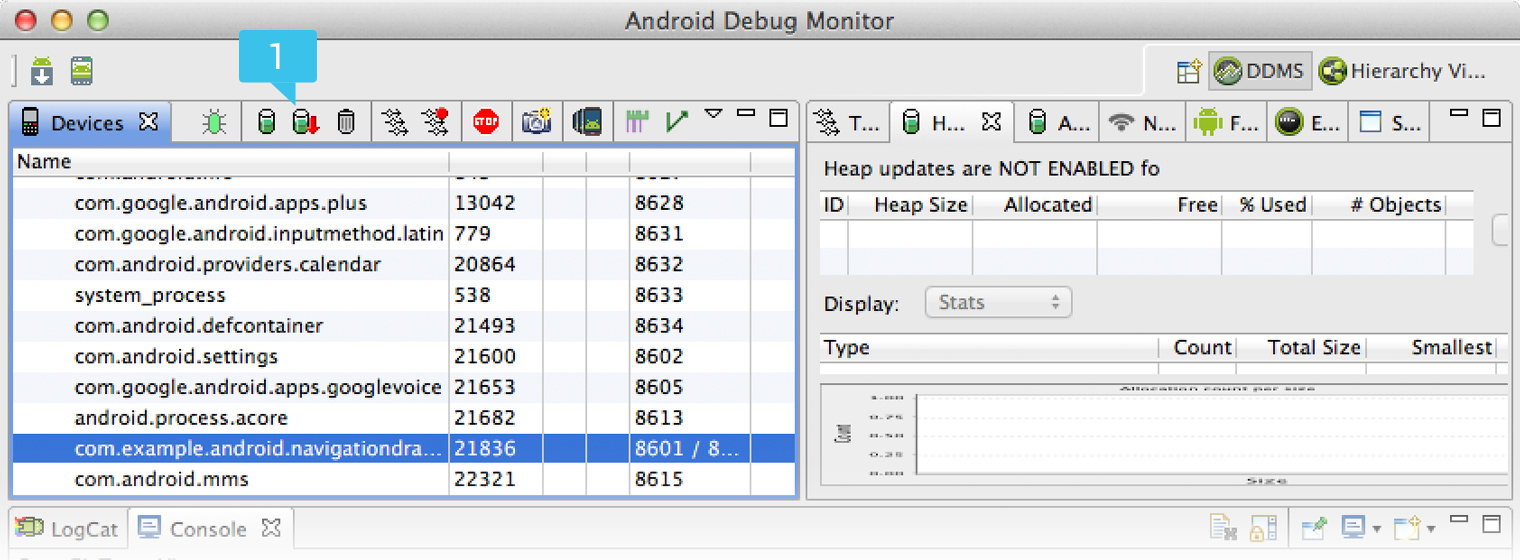 Android Debug Monitor
1
DDMS
Hierarchy Vi...
Devices
STOP
T...
H...
A...
N...
F...
E...
S...
Name
com.google.android.apps.plus 13042 8628
com.google.android.inputmethod.latin 779 8631
com.android.providers.calendar 20864 8632
system_process 538 8633
com.android.defcontainer 21493 8634
com.android.settings 21600 8602
com.google.android.apps.googlevoice 21653 8605
android.process.acore 21682 8613
com.example.android.navigationdra... 21836 8601 / 8...
com.android.mms 22321 8615
Heap updates are NOT ENABLED fo
ID Heap Size Allocated Free % Used # Objects
Display: Stats
Type Count Total Size Smallest
Allocation count per size
1.00
0.75
0.50
0.25
0.00
Count
Size
LogCat
Console